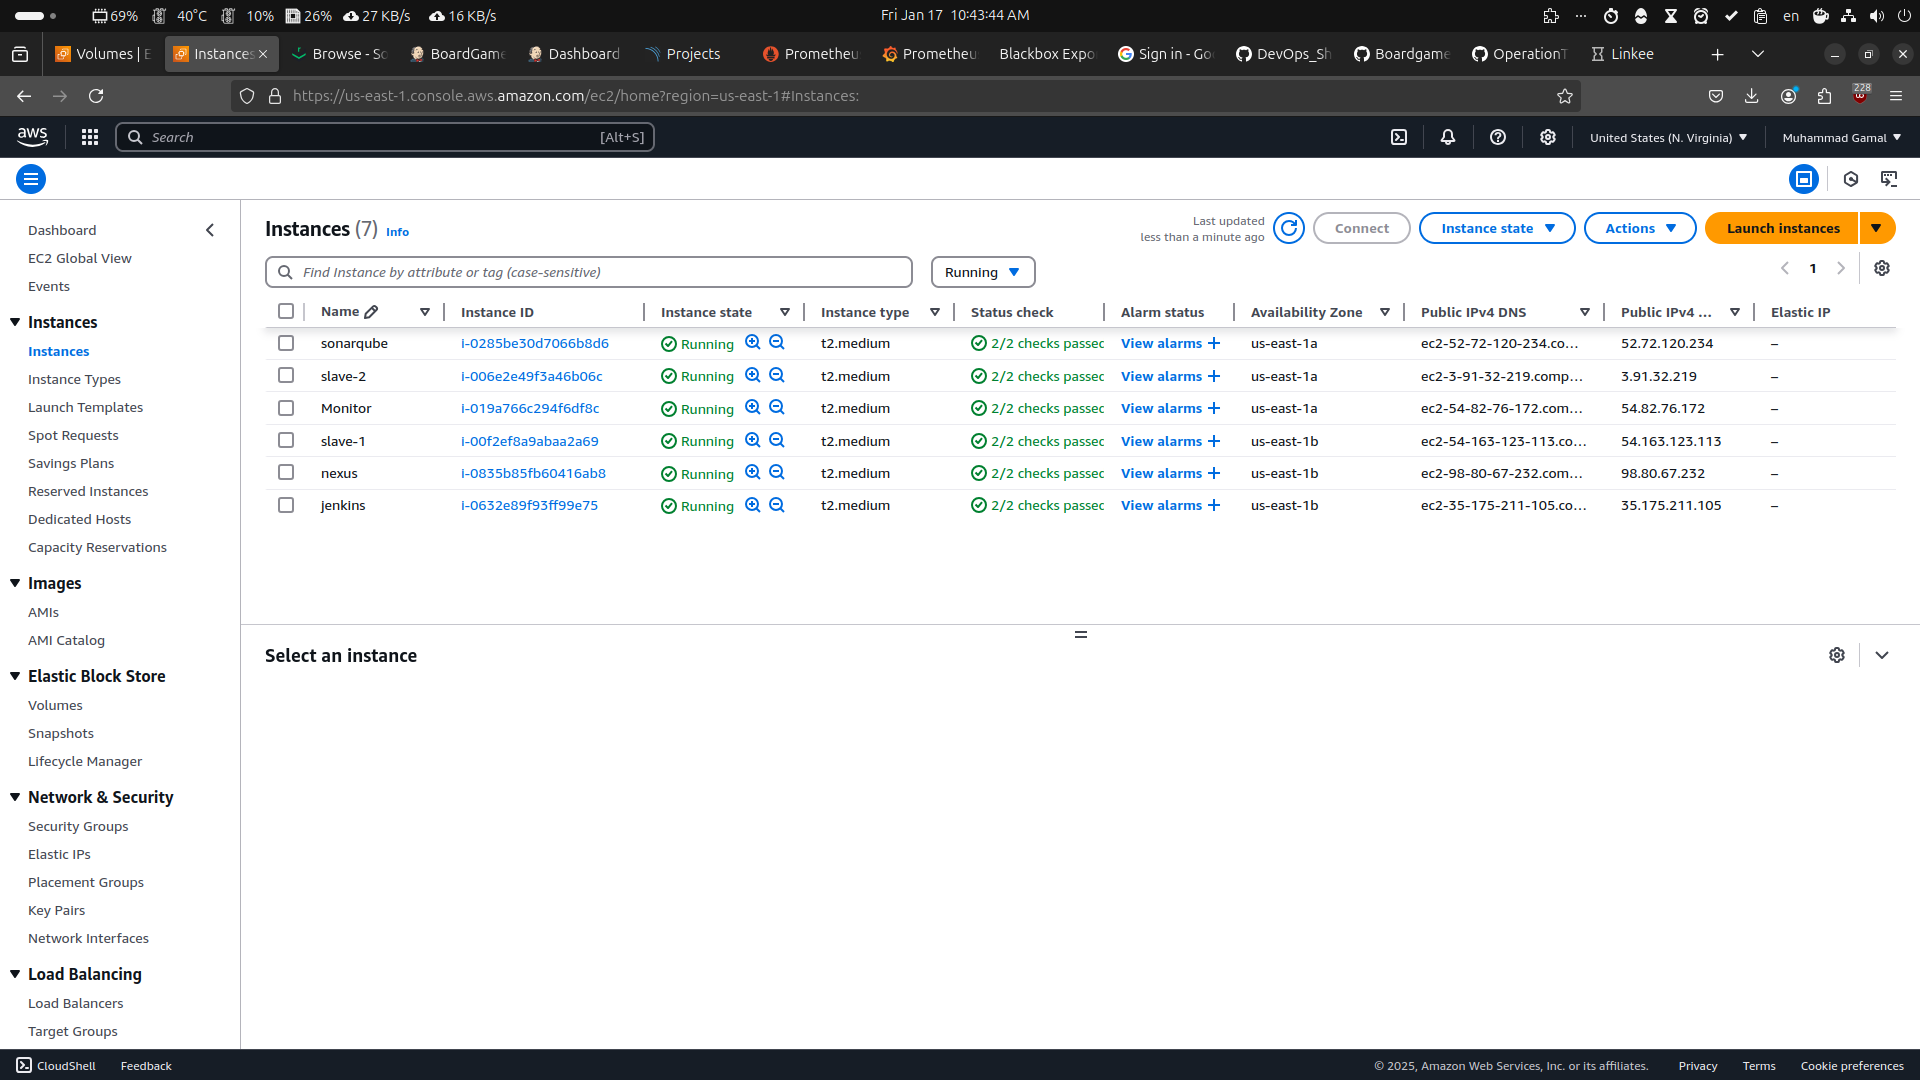 69% 40°C 10% 26% 27 KB/s 16 KB/s Fri Jan 17 10:43:44 AM en
Volumes | E Instances Browse - So BoardGame Dashboard Projects Prometheu Prometheu Blackbox Expo Sign in - Goo DevOps_Sh Boardgame OperationT Linkee
https://us-east-1.console.aws.amazon.com/ec2/home?region=us-east-1#Instances: 228
aws Search [Alt+S] United States (N. Virginia) Muhammad Gamal
Dashboard
EC2 Global View
Events
Instances
Instances
Instance Types
Launch Templates
Spot Requests
Savings Plans
Reserved Instances
Dedicated Hosts
Capacity Reservations
Images
AMIs
AMI Catalog
Elastic Block Store
Volumes
Snapshots
Lifecycle Manager
Network & Security
Security Groups
Elastic IPs
Placement Groups
Key Pairs
Network Interfaces
Load Balancing
Load Balancers
Target Groups
Instances (7) Info
Last updated
less than a minute ago
Connect Instance state Actions Launch instances
Find Instance by attribute or tag (case-sensitive) Running 1
Name Instance ID Instance state Instance type Status check Alarm status Availability Zone Public IPv4 DNS Public IPv4 ... Elastic IP
sonarqube i-0285be30d7066b8d6 Running t2.medium 2/2 checks passec View alarms + us-east-1a ec2-52-72-120-234.co... 52.72.120.234 –
slave-2 i-006e2e49f3a46b06c Running t2.medium 2/2 checks passec View alarms + us-east-1a ec2-3-91-32-219.comp... 3.91.32.219 –
Monitor i-019a766c294f6df8c Running t2.medium 2/2 checks passec View alarms + us-east-1a ec2-54-82-76-172.com... 54.82.76.172 –
slave-1 i-00f2ef8a9abaa2a69 Running t2.medium 2/2 checks passec View alarms + us-east-1b ec2-54-163-123-113.co... 54.163.123.113 –
nexus i-0835b85fb60416ab8 Running t2.medium 2/2 checks passec View alarms + us-east-1b ec2-98-80-67-232.com... 98.80.67.232 –
jenkins i-0632e89f93ff99e75 Running t2.medium 2/2 checks passec View alarms + us-east-1b ec2-35-175-211-105.co... 35.175.211.105 –
Select an instance
CloudShell Feedback © 2025, Amazon Web Services, Inc. or its affiliates. Privacy Terms Cookie preferences